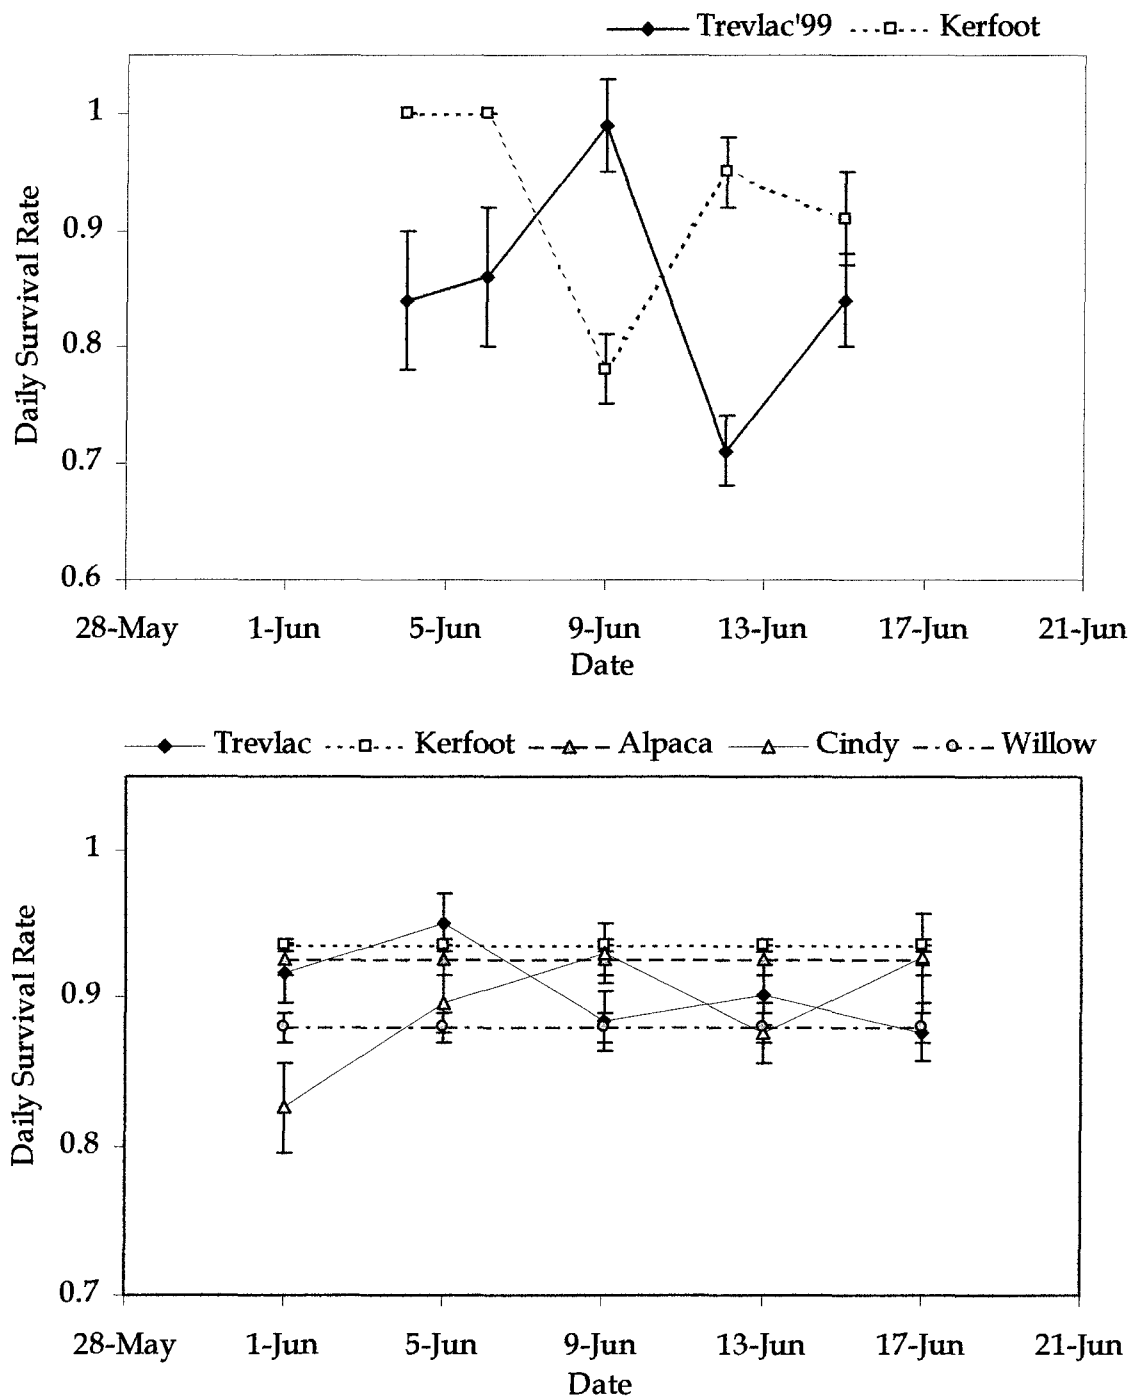 Trevlac'99 Kerfoot
1
0.9
0.8
0.7
0.6
Daily Survival Rate
28-May 1-Jun 5-Jun 9-Jun 13-Jun 17-Jun 21-Jun
Date
Trevlac Kerfoot Alpaca Cindy Willow
1
0.9
0.8
0.7
Daily Survival Rate
28-May 1-Jun 5-Jun 9-Jun 13-Jun 17-Jun 21-Jun
Date